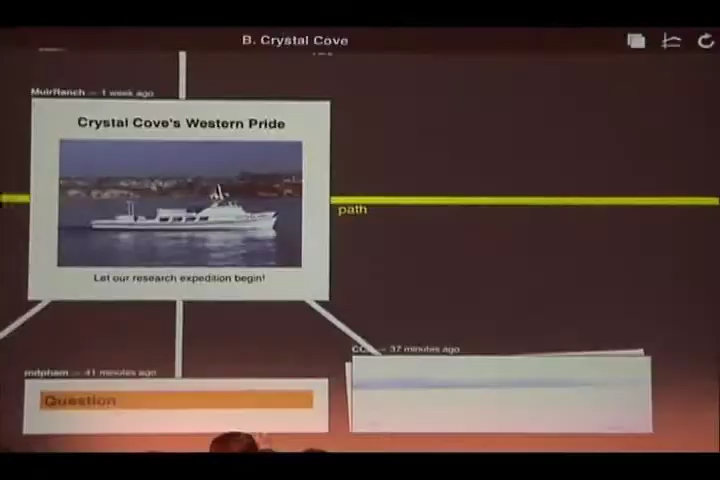 B. Crystal Cove
MuirRanch — 1 week ago
Crystal Cove's Western Pride
path
Let our research expedition begin!
— 37 minutes ago
mdpham — 41 minutes ago
Question